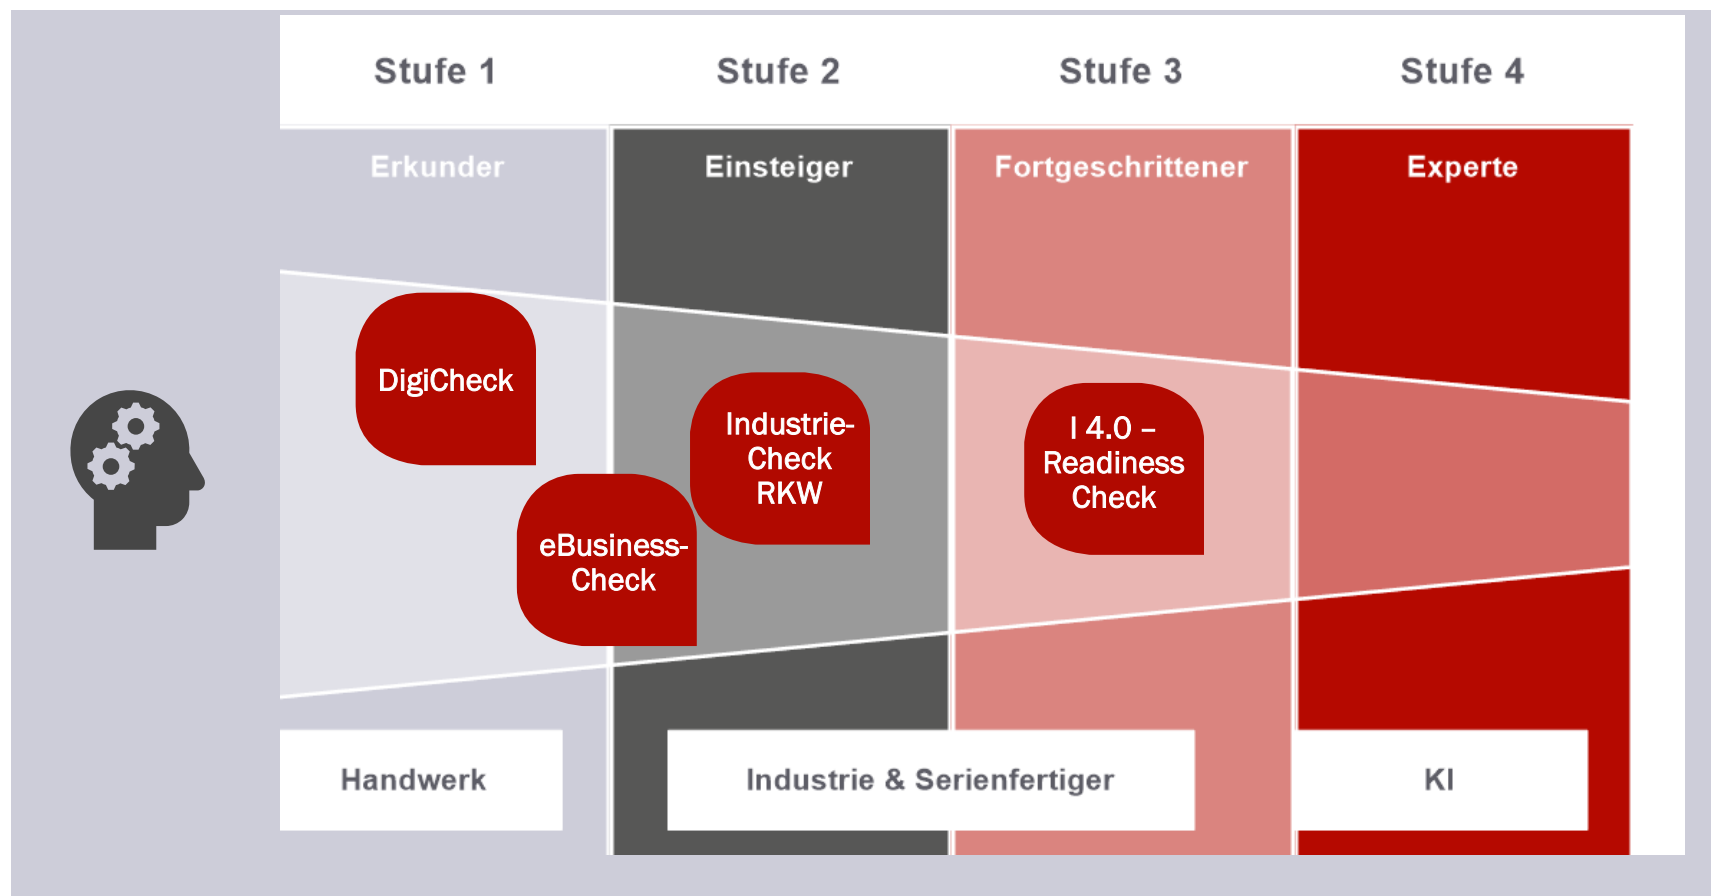 Stufe 1
Stufe 2
Stufe 3
Stufe 4
Erkunder
Einsteiger
Fortgeschrittener
Experte
DigiCheck
eBusiness-
Check
Industrie-
Check
RKW
I 4.0 –
Readiness
Check
Handwerk
Industrie & Serienfertiger
KI